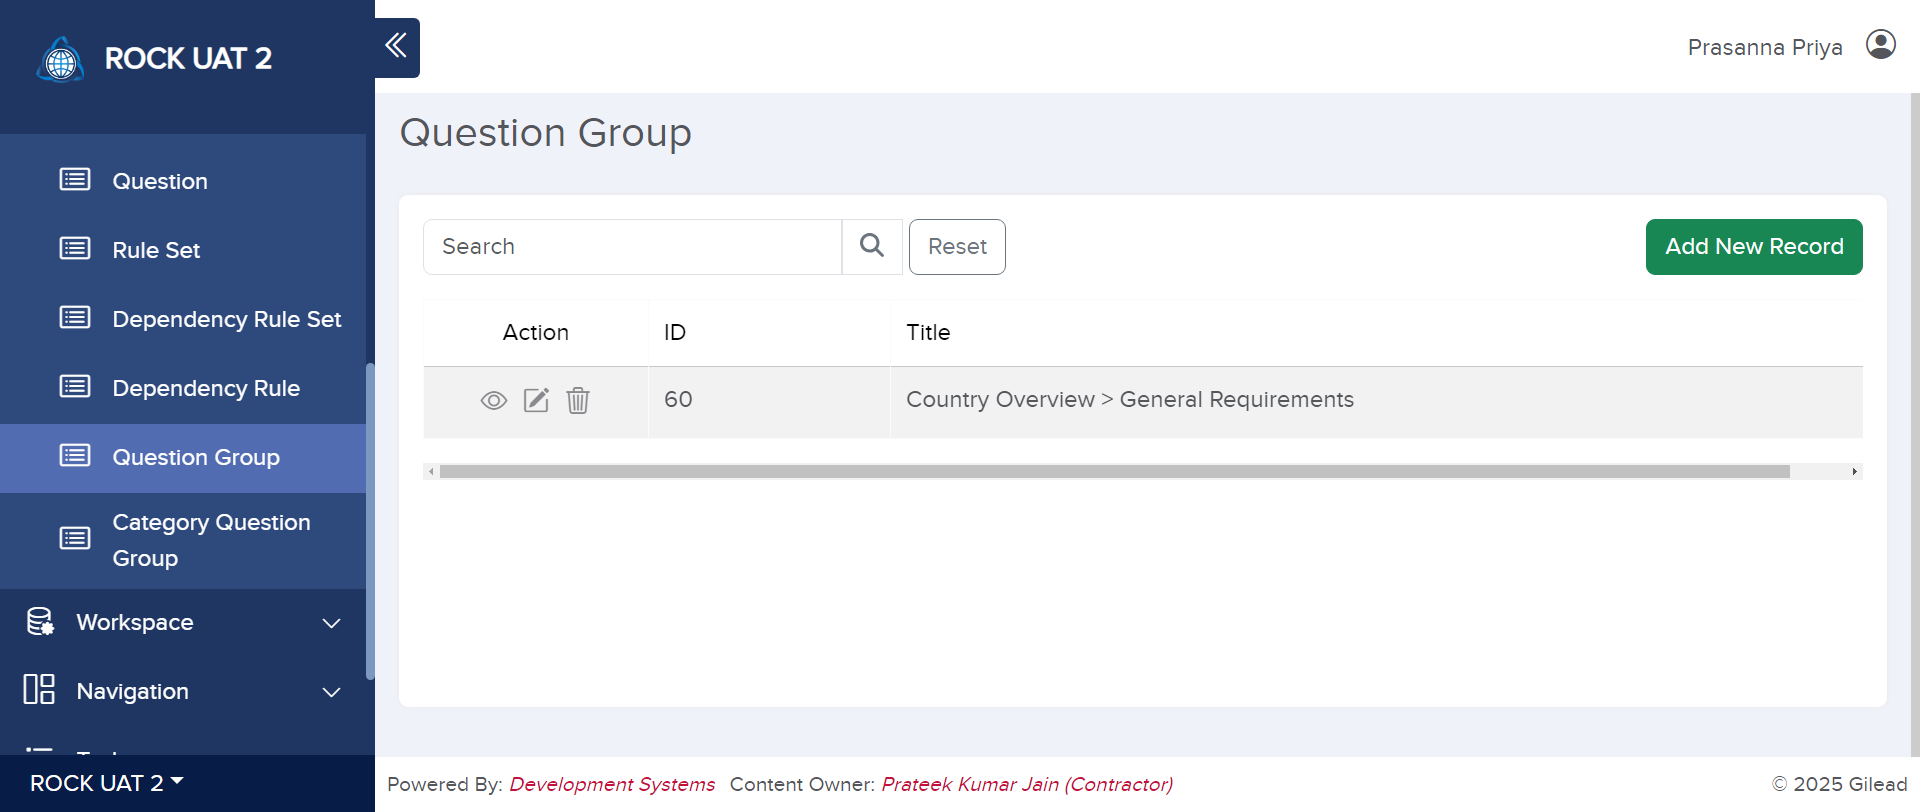 ROCK UAT 2
Prasanna Priya
Question
Rule Set
Dependency Rule Set
Dependency Rule
Question Group
Category Question
Group
Workspace
Navigation
ROCK UAT 2
Question Group
Search
Reset
Add New Record
Action ID Title
60 Country Overview > General Requirements
Powered By: Development Systems Content Owner: Prateek Kumar Jain (Contractor)
© 2025 Gilead